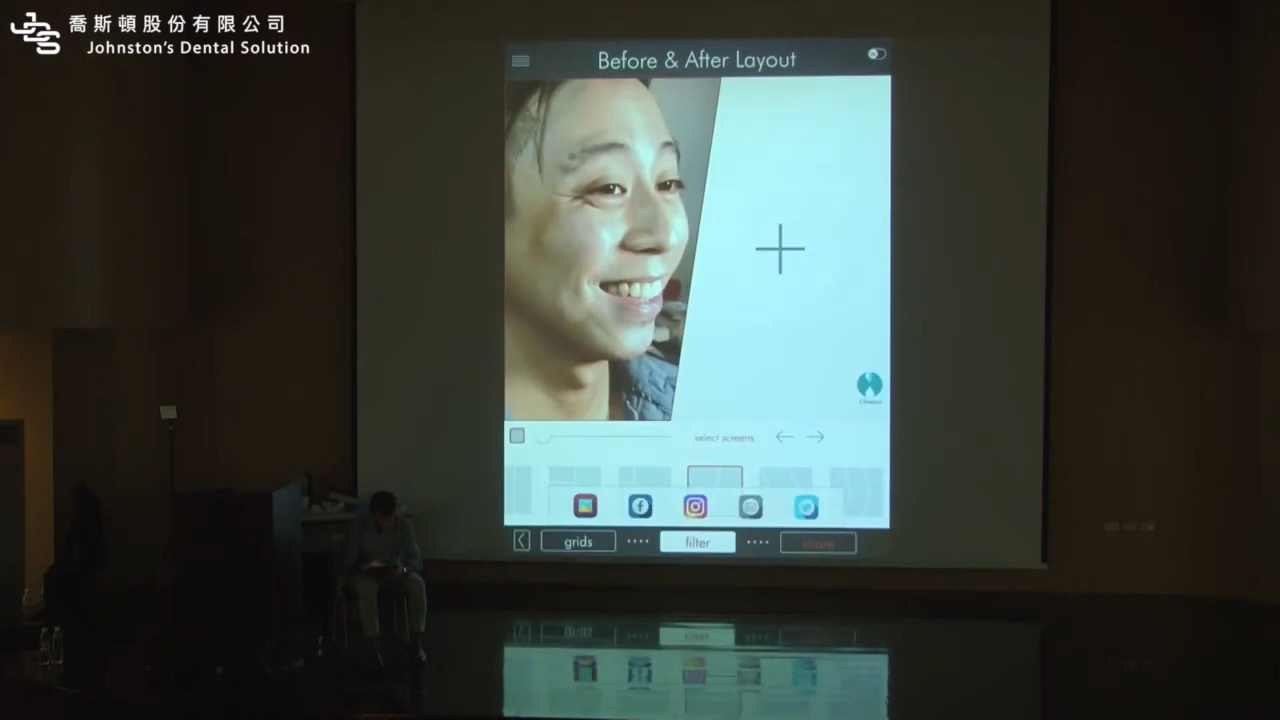 喬斯頓股份有限公司
Johnston's Dental Solution
Before & After Layout
select screens
grids
filter
share